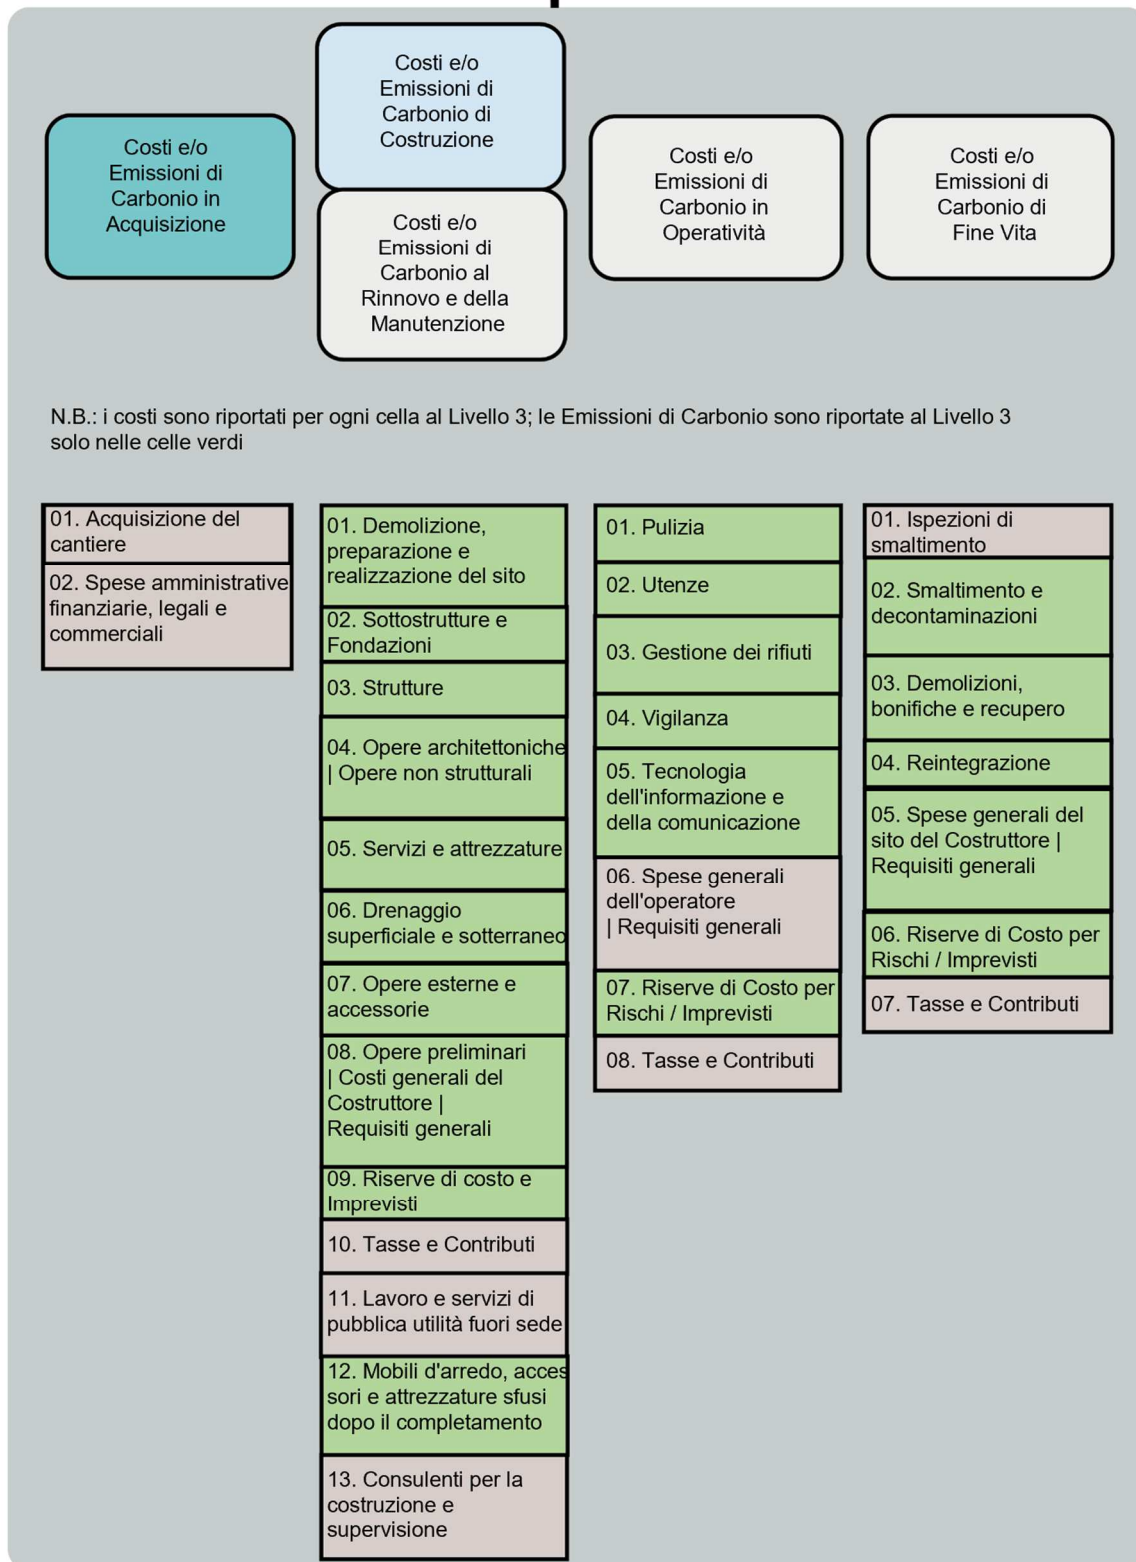 Costi e/o
Emissioni di
Carbonio in
Acquisizione
Costi e/o
Emissioni di
Carbonio di
Costruzione
Costi e/o
Emissioni di
Carbonio al
Rinnovo e della
Manutenzione
Costi e/o
Emissioni di
Carbonio in
Operatività
Costi e/o
Emissioni di
Carbonio di
Fine Vita
N.B.: i costi sono riportati per ogni cella al Livello 3; le Emissioni di Carbonio sono riportate al Livello 3
solo nelle celle verdi
01. Acquisizione del
cantiere
02. Spese amministrative
finanziarie, legali e
commerciali
01. Demolizione,
preparazione e
realizzazione del sito
02. Sottostrutture e
Fondazioni
03. Strutture
04. Opere architettoniche
| Opere non strutturali
05. Servizi e attrezzature
06. Drenaggio
superficiale e sotterraneo
07. Opere esterne e
accessorie
08. Opere preliminari
| Costi generali del
Costruttore |
Requisiti generali
09. Riserve di costo e
Imprevisti
10. Tasse e Contributi
11. Lavoro e servizi di
pubblica utilità fuori sede
12. Mobili d'arredo, acces
sori e attrezzature sfusi
dopo il completamento
13. Consulenti per la
costruzione e
supervisione
01. Pulizia
02. Utenze
03. Gestione dei rifiuti
04. Vigilanza
05. Tecnologia
dell'informazione e
della comunicazione
06. Spese generali
dell'operatore
| Requisiti generali
07. Riserve di Costo per
Rischi / Imprevisti
08. Tasse e Contributi
01. Ispezioni di
smaltimento
02. Smaltimento e
decontaminazioni
03. Demolizioni,
bonifiche e recupero
04. Reintegrazione
05. Spese generali del
sito del Costruttore |
Requisiti generali
06. Riserve di Costo per
Rischi / Imprevisti
07. Tasse e Contributi